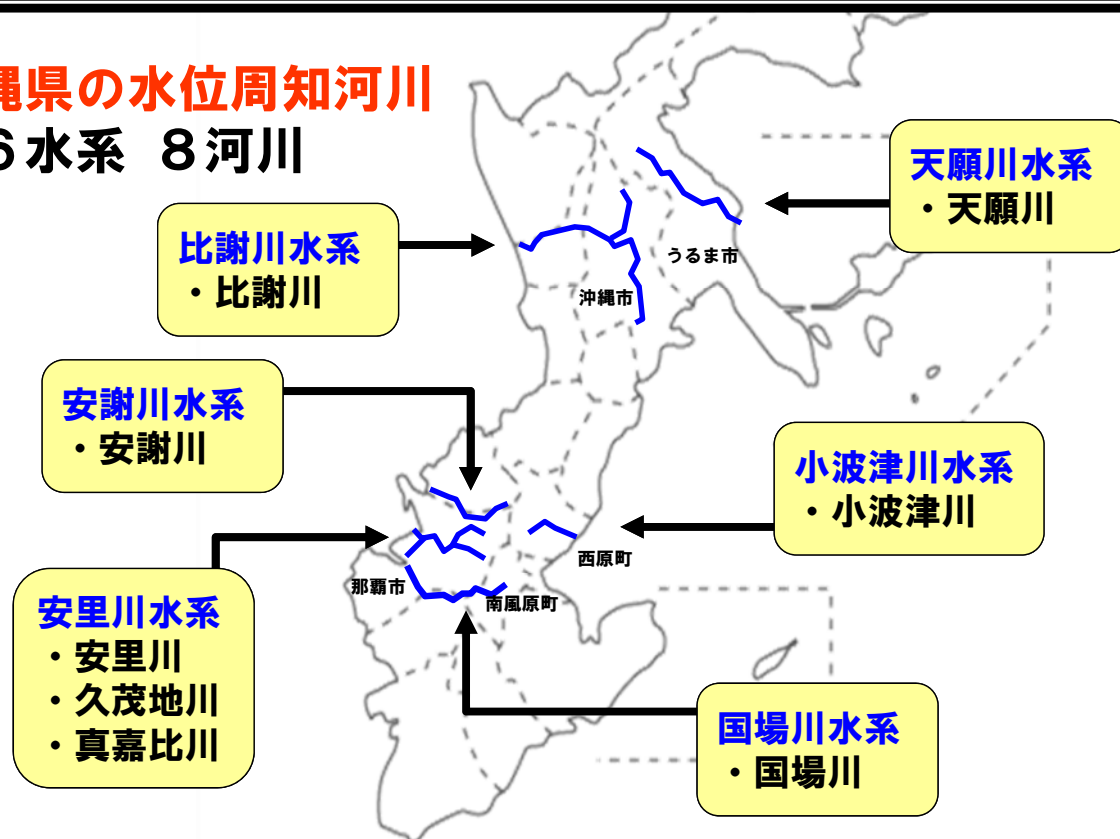 縄県の水位周知河川
６水系 ８河川
天願川水系
・天願川
比謝川水系
・比謝川
うるま市
沖縄市
安謝川水系
・安謝川
小波津川水系
・小波津川
西原町
那覇市
南風原町
安里川水系
・安里川
・久茂地川
・真嘉比川
国場川水系
・国場川